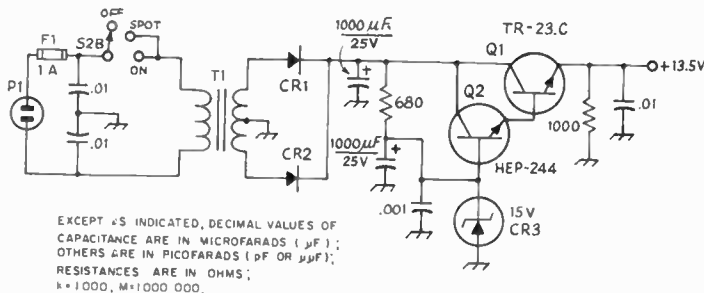 OFF
SPOT
F1
S2B
1 A
ON
P1
.01
.01
T1
CR1
CR2
1000 µF
25V
+
680
1000 µF
25V
+
.001
Q1
TR-23.C
Q2
HEP-244
15V
CR3
1000
.01
+13.5V
EXCEPT AS INDICATED, DECIMAL VALUES OF
CAPACITANCE ARE IN MICROFARADS (µF);
OTHERS ARE IN PICOFARADS (pF OR µµF);
RESISTANCES ARE IN OHMS;
k=1000, M=1000 000.